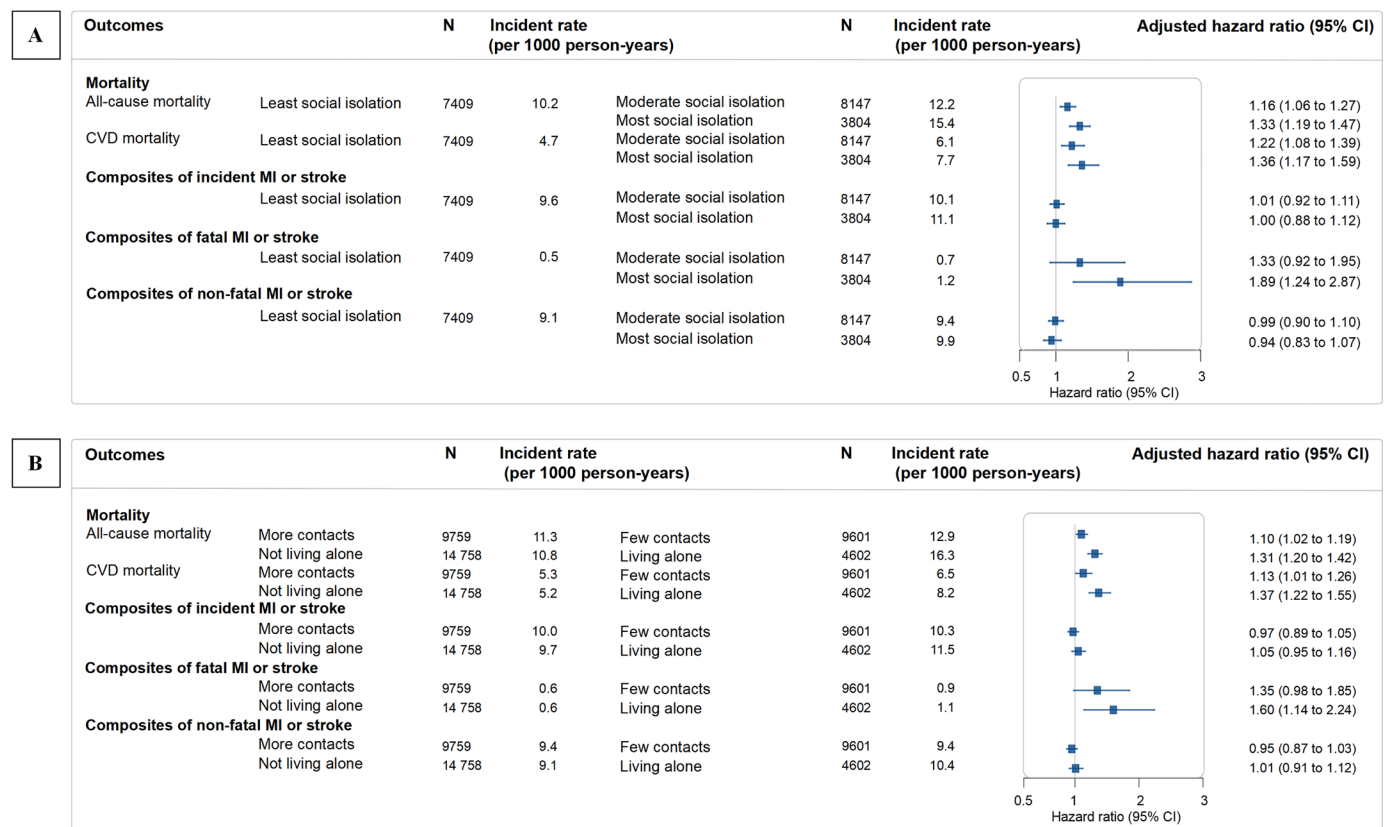 A
Outcomes N Incident rate (per 1000 person-years) N Incident rate (per 1000 person-years) Adjusted hazard ratio (95% CI)
Mortality
All-cause mortality Least social isolation 7409 10.2 Moderate social isolation 8147 12.2 1.16 (1.06 to 1.27)
Most social isolation 3804 15.4 1.33 (1.19 to 1.47)
CVD mortality Least social isolation 7409 4.7 Moderate social isolation 8147 6.1 1.22 (1.08 to 1.39)
Most social isolation 3804 7.7 1.36 (1.17 to 1.59)
Composites of incident MI or stroke
Least social isolation 7409 9.6 Moderate social isolation 8147 10.1 1.01 (0.92 to 1.11)
Most social isolation 3804 11.1 1.00 (0.88 to 1.12)
Composites of fatal MI or stroke
Least social isolation 7409 0.5 Moderate social isolation 8147 0.7 1.33 (0.92 to 1.95)
Most social isolation 3804 1.2 1.89 (1.24 to 2.87)
Composites of non-fatal MI or stroke
Least social isolation 7409 9.1 Moderate social isolation 8147 9.4 0.99 (0.90 to 1.10)
Most social isolation 3804 9.9 0.94 (0.83 to 1.07)
0.5 1 2 3
Hazard ratio (95% CI)
B
Outcomes N Incident rate (per 1000 person-years) N Incident rate (per 1000 person-years) Adjusted hazard ratio (95% CI)
Mortality
All-cause mortality More contacts 9759 11.3 Few contacts 9601 12.9 1.10 (1.02 to 1.19)
Not living alone 14 758 10.8 Living alone 4602 16.3 1.31 (1.20 to 1.42)
CVD mortality More contacts 9759 5.3 Few contacts 9601 6.5 1.13 (1.01 to 1.26)
Not living alone 14 758 5.2 Living alone 4602 8.2 1.37 (1.22 to 1.55)
Composites of incident MI or stroke
More contacts 9759 10.0 Few contacts 9601 10.3 0.97 (0.89 to 1.05)
Not living alone 14 758 9.7 Living alone 4602 11.5 1.05 (0.95 to 1.16)
Composites of fatal MI or stroke
More contacts 9759 0.6 Few contacts 9601 0.9 1.35 (0.98 to 1.85)
Not living alone 14 758 0.6 Living alone 4602 1.1 1.60 (1.14 to 2.24)
Composites of non-fatal MI or stroke
More contacts 9759 9.4 Few contacts 9601 9.4 0.95 (0.87 to 1.03)
Not living alone 14 758 9.1 Living alone 4602 10.4 1.01 (0.91 to 1.12)
0.5 1 2 3
Hazard ratio (95% CI)